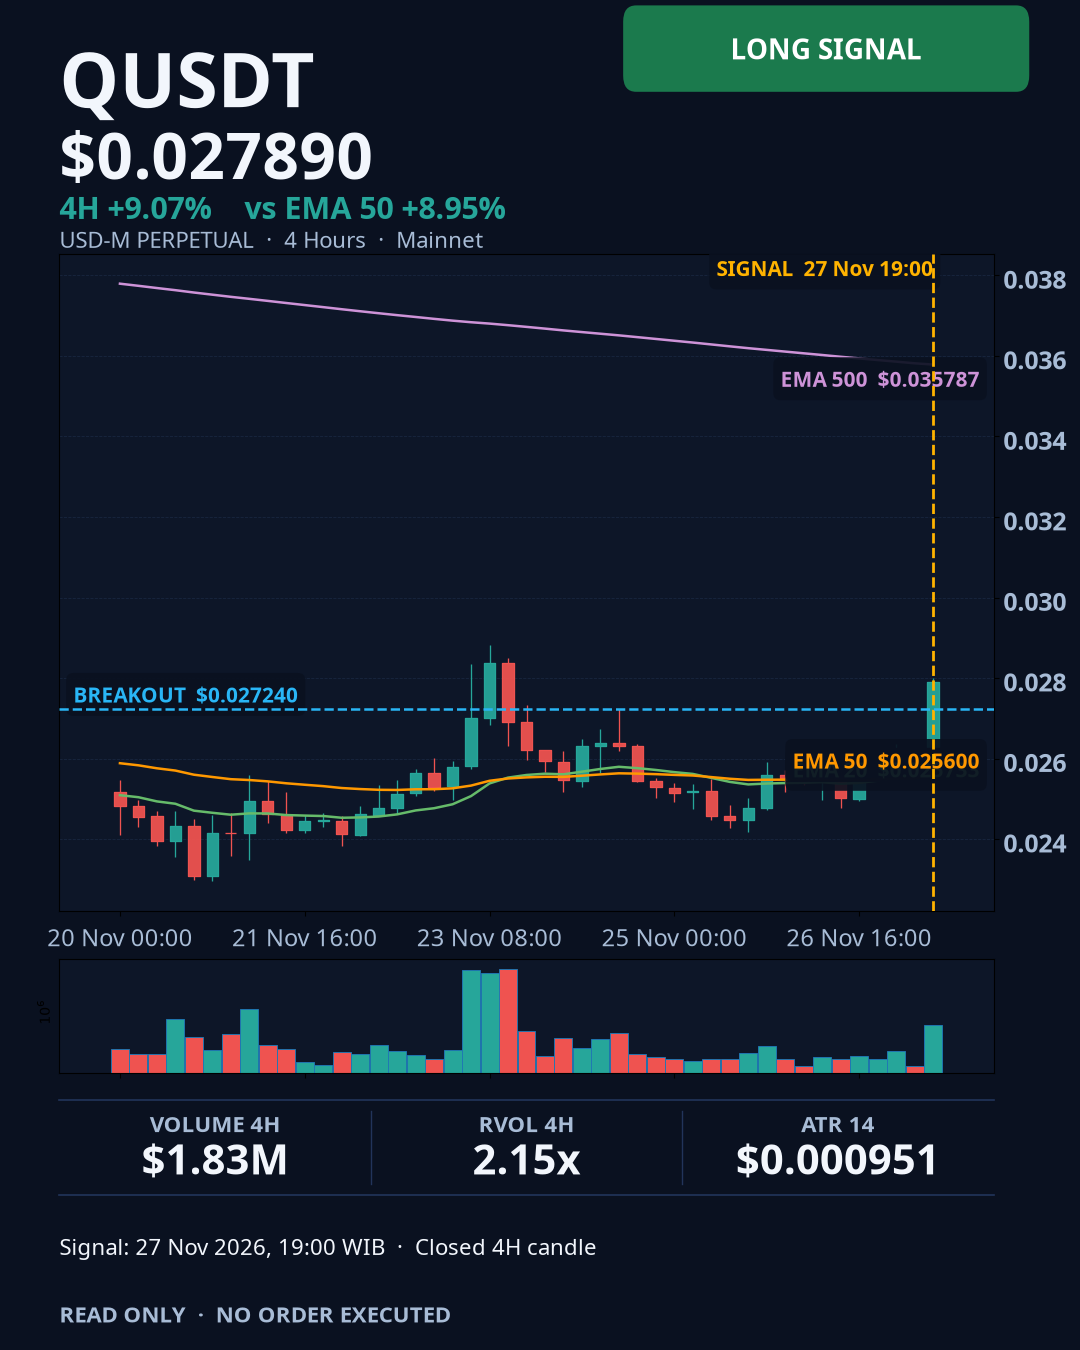 LONG SIGNAL
QUSDT
$0.027890
4H +9.07% vs EMA 50 +8.95%
USD-M PERPETUAL · 4 Hours · Mainnet
SIGNAL 27 Nov 19:00
0.038
0.036
EMA 500 $0.035787
0.034
0.032
0.030
0.028
BREAKOUT $0.027240
0.026
EMA 50 $0.025600
0.024
20 Nov 00:00
21 Nov 16:00
23 Nov 08:00
25 Nov 00:00
26 Nov 16:00
10⁶
VOLUME 4H
$1.83M
RVOL 4H
2.15x
ATR 14
$0.000951
Signal: 27 Nov 2026, 19:00 WIB · Closed 4H candle
READ ONLY · NO ORDER EXECUTED